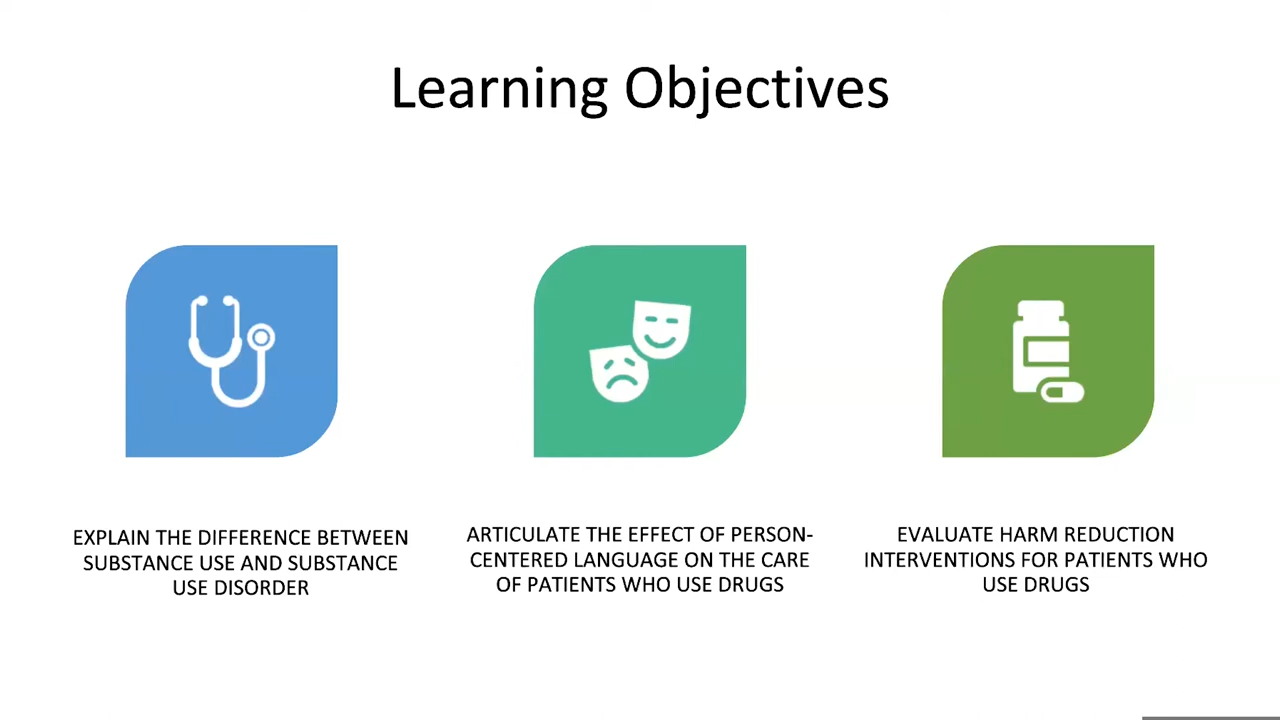 Learning Objectives
EXPLAIN THE DIFFERENCE BETWEEN
SUBSTANCE USE AND SUBSTANCE
USE DISORDER
ARTICULATE THE EFFECT OF PERSON-
CENTERED LANGUAGE ON THE CARE
OF PATIENTS WHO USE DRUGS
EVALUATE HARM REDUCTION
INTERVENTIONS FOR PATIENTS WHO
USE DRUGS